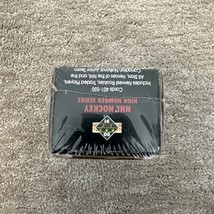 NHL® HOCKEY
HIGH NUMBER SERIES
Cards 401-550
Includes Newest Rookies, Traded Players,
All Stars, Heroes of the NHL and the
Canadian National Junior Team